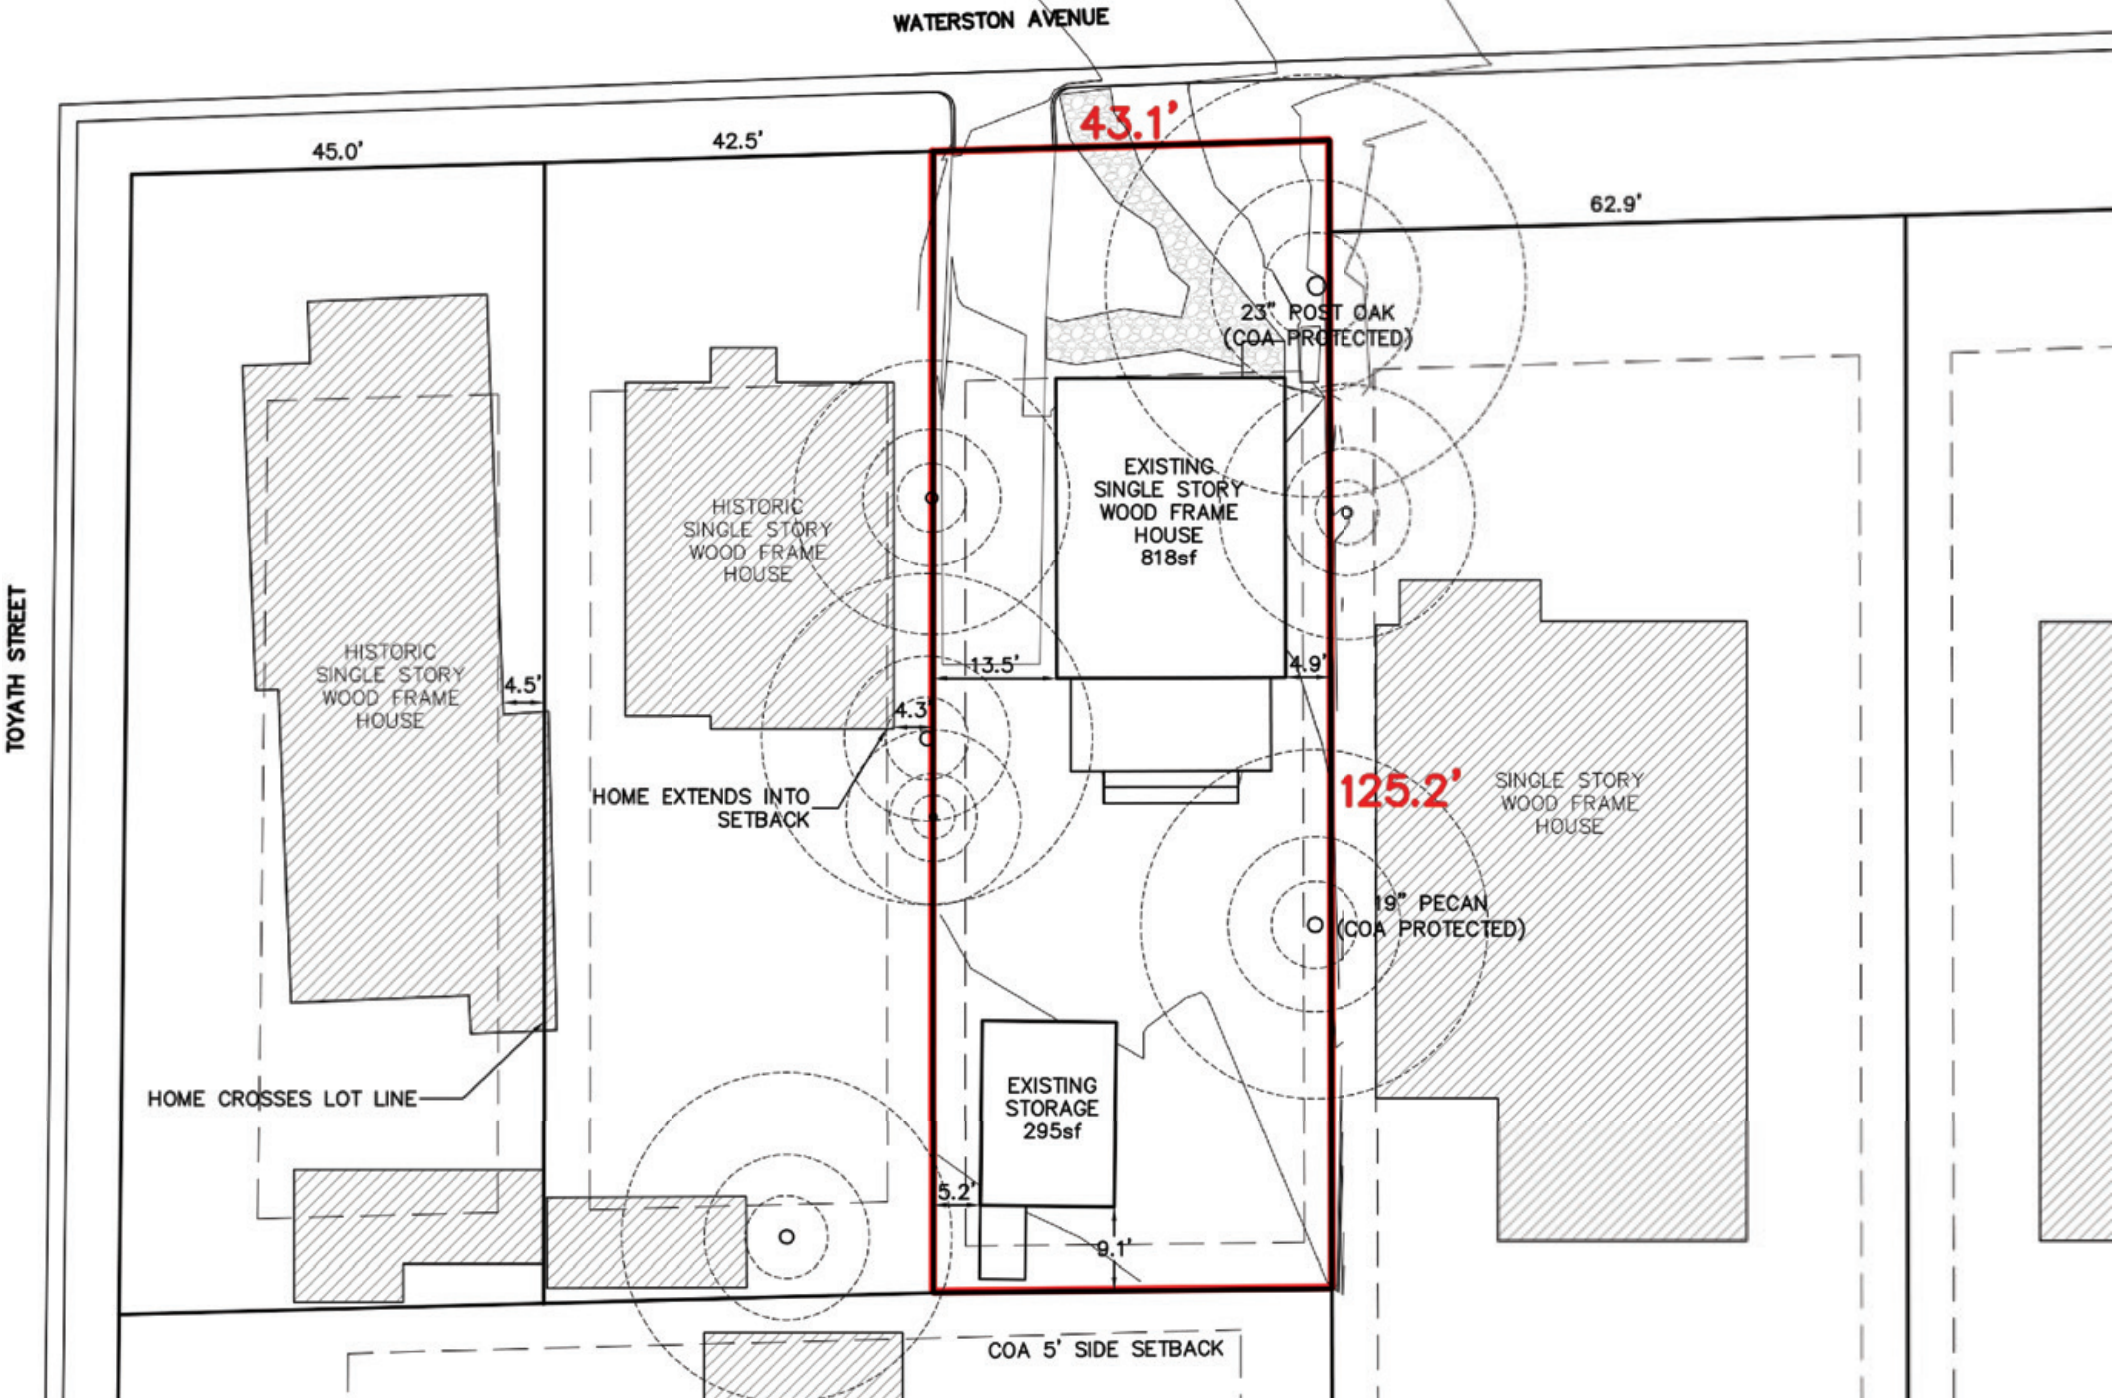 WATERSTON AVENUE
43.1'
45.0'
42.5'
62.9'
23" POST OAK
(COA PROTECTED)
EXISTING
SINGLE STORY
WOOD FRAME
HOUSE
818sf
HISTORIC
SINGLE STORY
WOOD FRAME
HOUSE
TOYATH STREET
HISTORIC
SINGLE STORY
WOOD FRAME
HOUSE
4.5'
13.5'
4.9'
4.3'
HOME EXTENDS INTO
SETBACK
125.2'
SINGLE STORY
WOOD FRAME
HOUSE
19" PECAN
(COA PROTECTED)
HOME CROSSES LOT LINE
EXISTING
STORAGE
295sf
5.2'
9.1'
COA 5' SIDE SETBACK